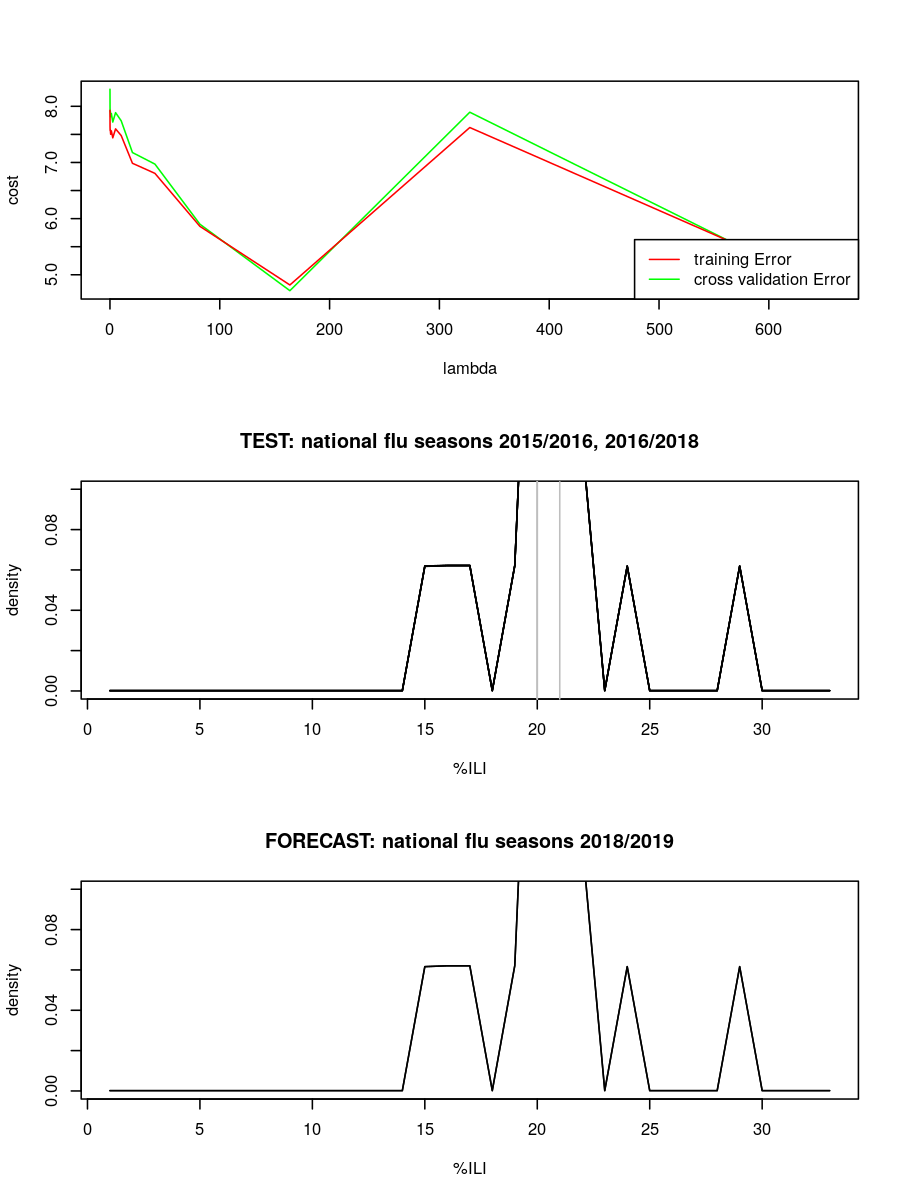 cost
8.0
7.0
6.0
5.0
training Error
cross validation Error
0 100 200 300 400 500 600
lambda
TEST: national flu seasons 2015/2016, 2016/2018
density
0.08
0.04
0.00
0 5 10 15 20 25 30
%ILI
FORECAST: national flu seasons 2018/2019
density
0.08
0.04
0.00
0 5 10 15 20 25 30
%ILI